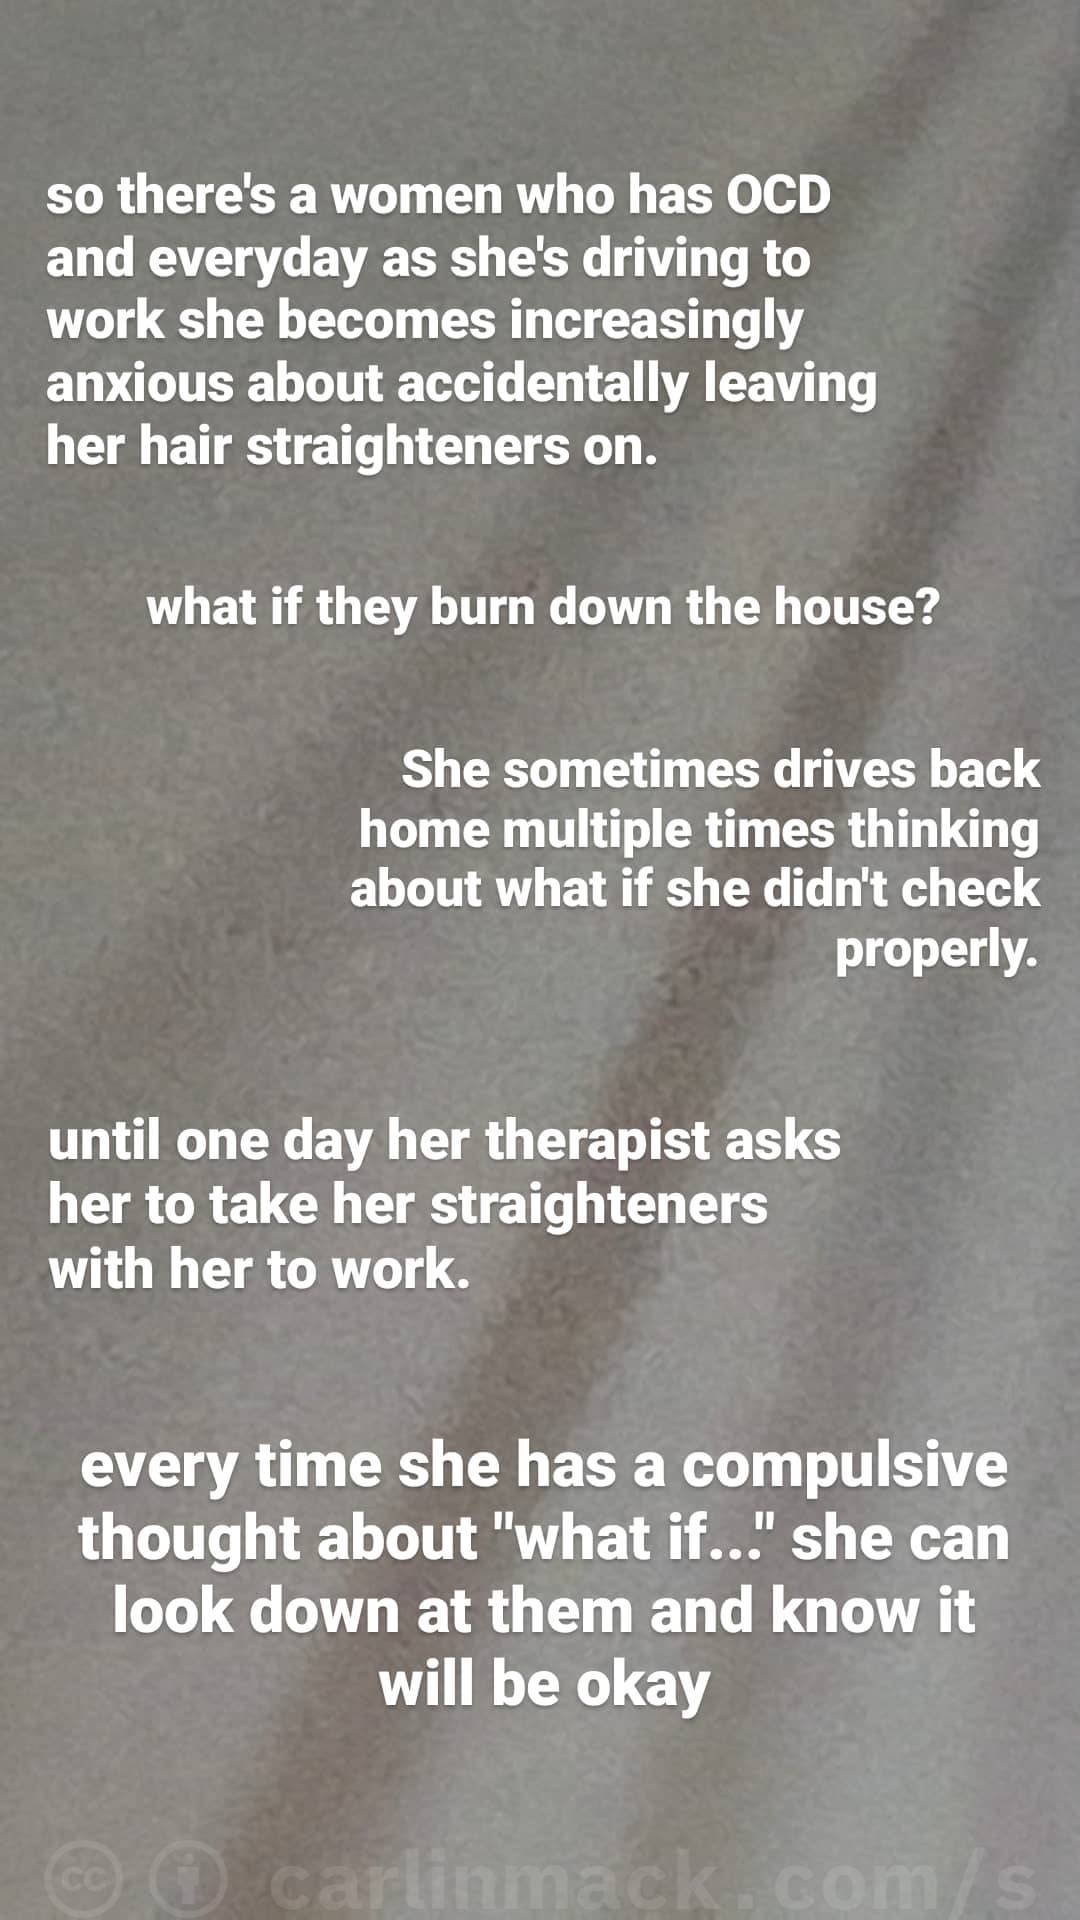 so there's a women who has OCD
and everyday as she's driving to
work she becomes increasingly
anxious about accidentally leaving
her hair straighteners on.
what if they burn down the house?
She sometimes drives back
home multiple times thinking
about what if she didn't check
properly.
until one day her therapist asks
her to take her straighteners
with her to work.
every time she has a compulsive
thought about "what if..." she can
look down at them and know it
will be okay
cc i carlinmack.com/s